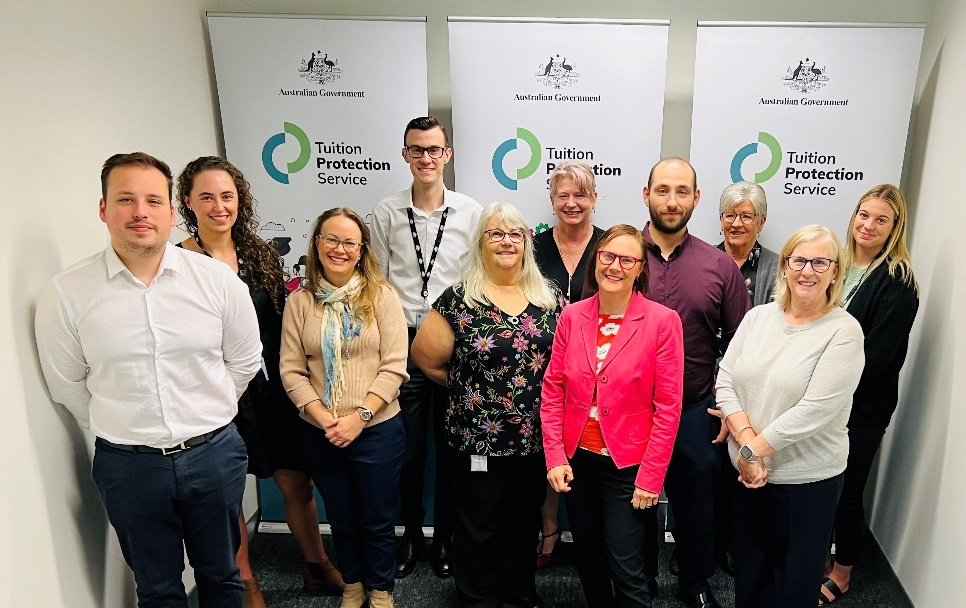 Australian Government
Tuition
Protection
Service
Australian Government
Tuition
Protection
Australian Government
Tuition
Protection
Service